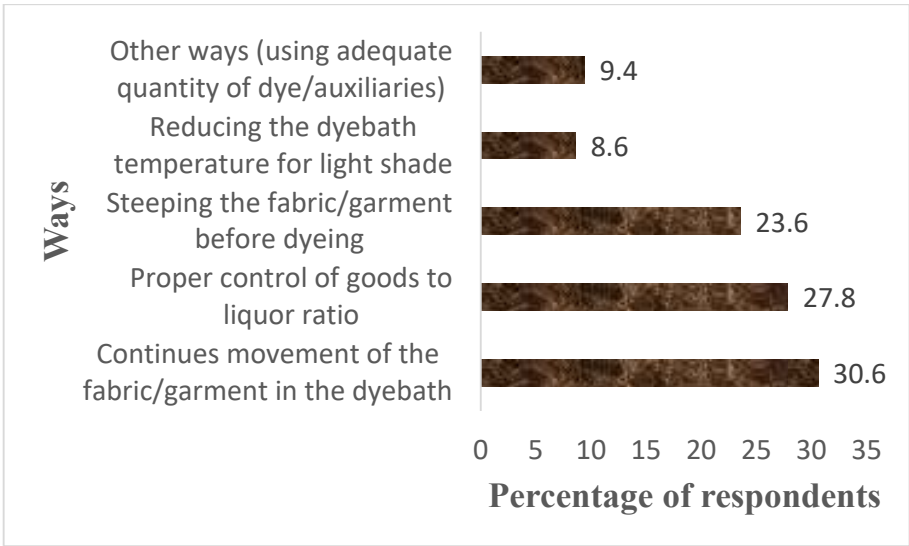 Ways
Other ways (using adequate
quantity of dye/auxiliaries)
9.4
Reducing the dyebath
temperature for light shade
8.6
Steeping the fabric/garment
before dyeing
23.6
Proper control of goods to
liquor ratio
27.8
Continues movement of the
fabric/garment in the dyebath
30.6
0 5 10 15 20 25 30 35
Percentage of respondents